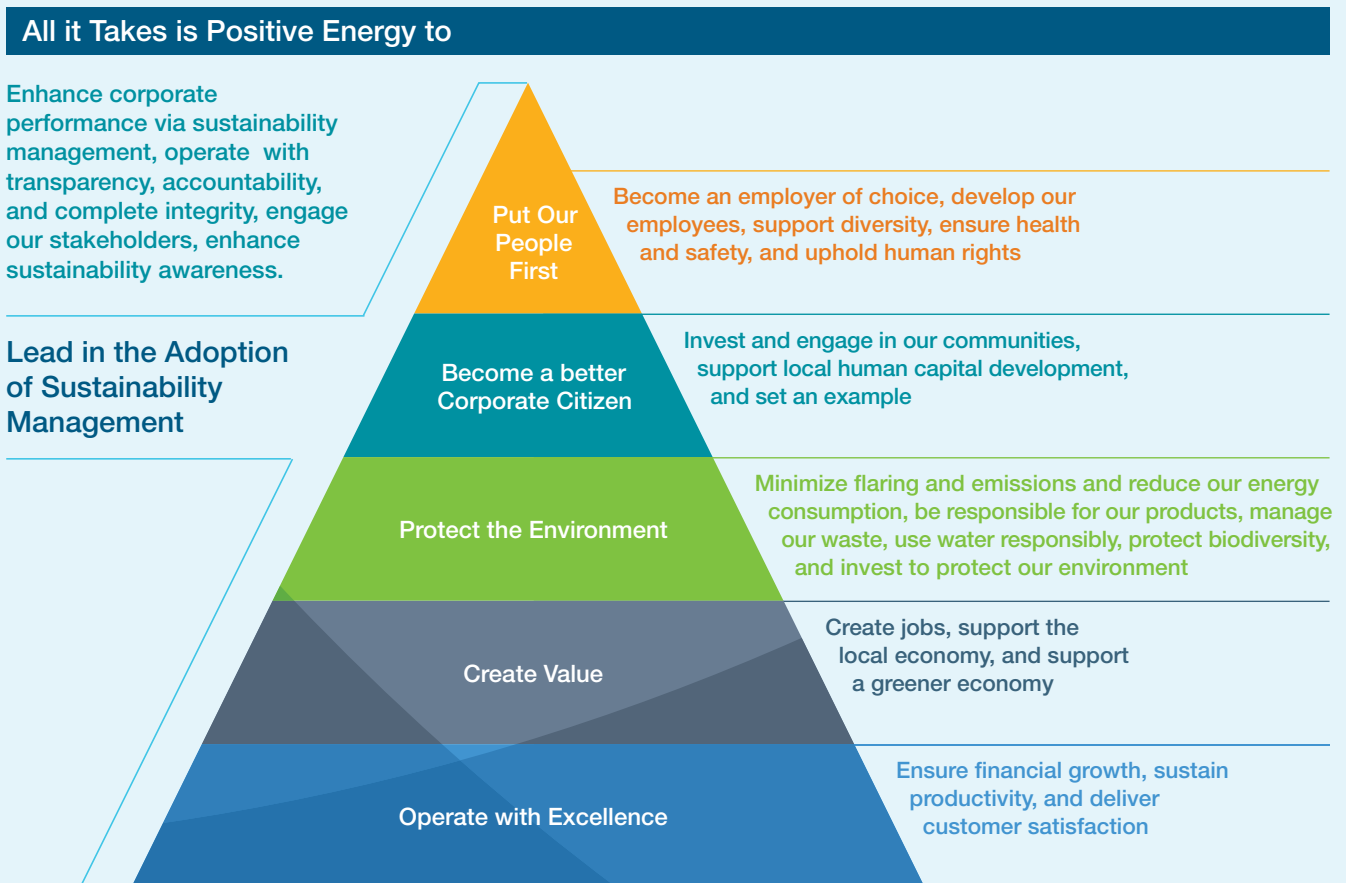 All it Takes is Positive Energy to
Enhance corporate
performance via sustainability
management, operate with
transparency, accountability,
and complete integrity, engage
our stakeholders, enhance
sustainability awareness.
Lead in the Adoption
of Sustainability
Management
Put Our
People
First
Become an employer of choice, develop our
employees, support diversity, ensure health
and safety, and uphold human rights
Become a better
Corporate Citizen
Invest and engage in our communities,
support local human capital development,
and set an example
Protect the Environment
Minimize flaring and emissions and reduce our energy
consumption, be responsible for our products, manage
our waste, use water responsibly, protect biodiversity,
and invest to protect our environment
Create Value
Create jobs, support the
local economy, and support
a greener economy
Operate with Excellence
Ensure financial growth, sustain
productivity, and deliver
customer satisfaction